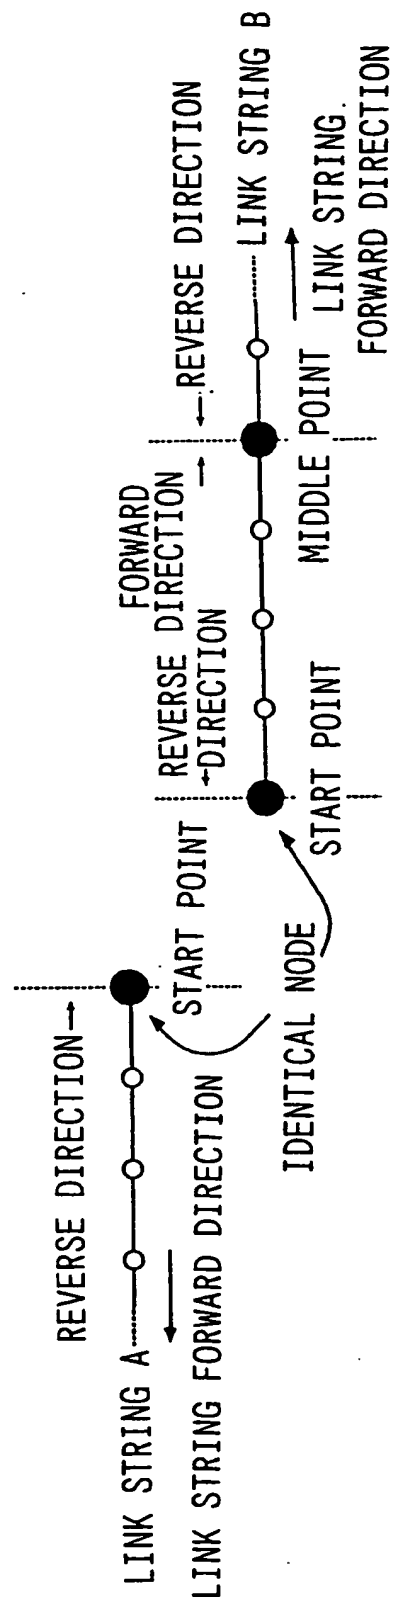 REVERSE DIRECTION
LINK STRING A
LINK STRING FORWARD DIRECTION
START POINT
IDENTICAL NODE
REVERSE
DIRECTION
FORWARD
DIRECTION
REVERSE DIRECTION
START POINT
MIDDLE POINT
LINK STRING B
LINK STRING.
FORWARD DIRECTION